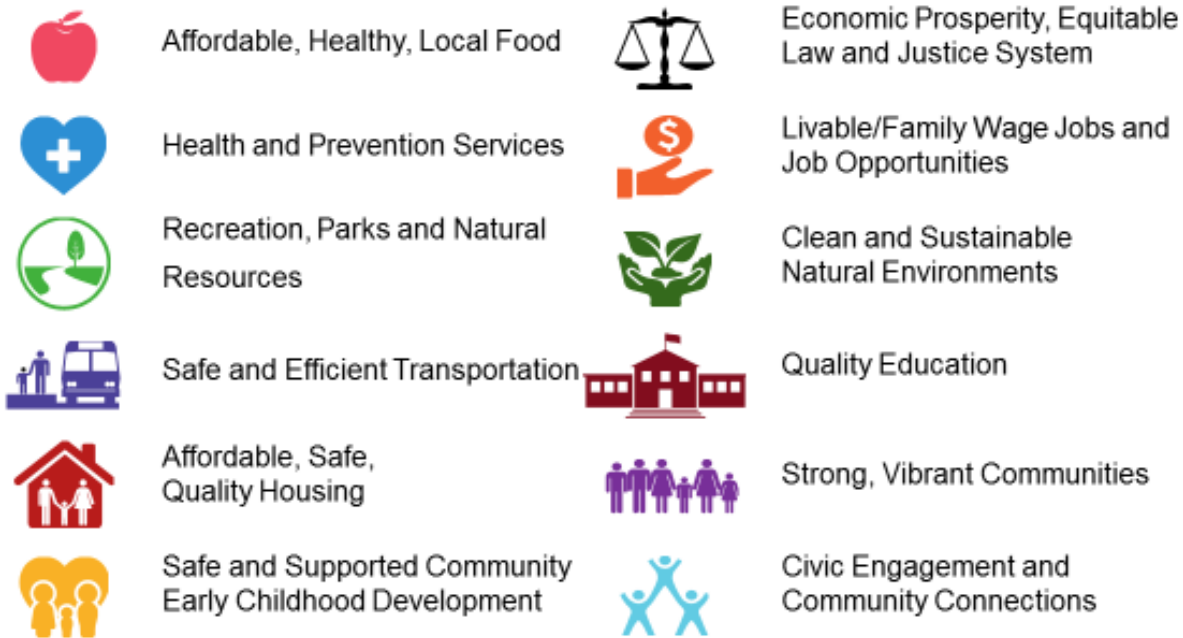 Affordable, Healthy, Local Food
Health and Prevention Services
Recreation, Parks and Natural
Resources
Safe and Efficient Transportation
Affordable, Safe,
Quality Housing
Safe and Supported Community
Early Childhood Development
Economic Prosperity, Equitable
Law and Justice System
$
Livable/Family Wage Jobs and
Job Opportunities
Clean and Sustainable
Natural Environments
Quality Education
Strong, Vibrant Communities
Civic Engagement and
Community Connections